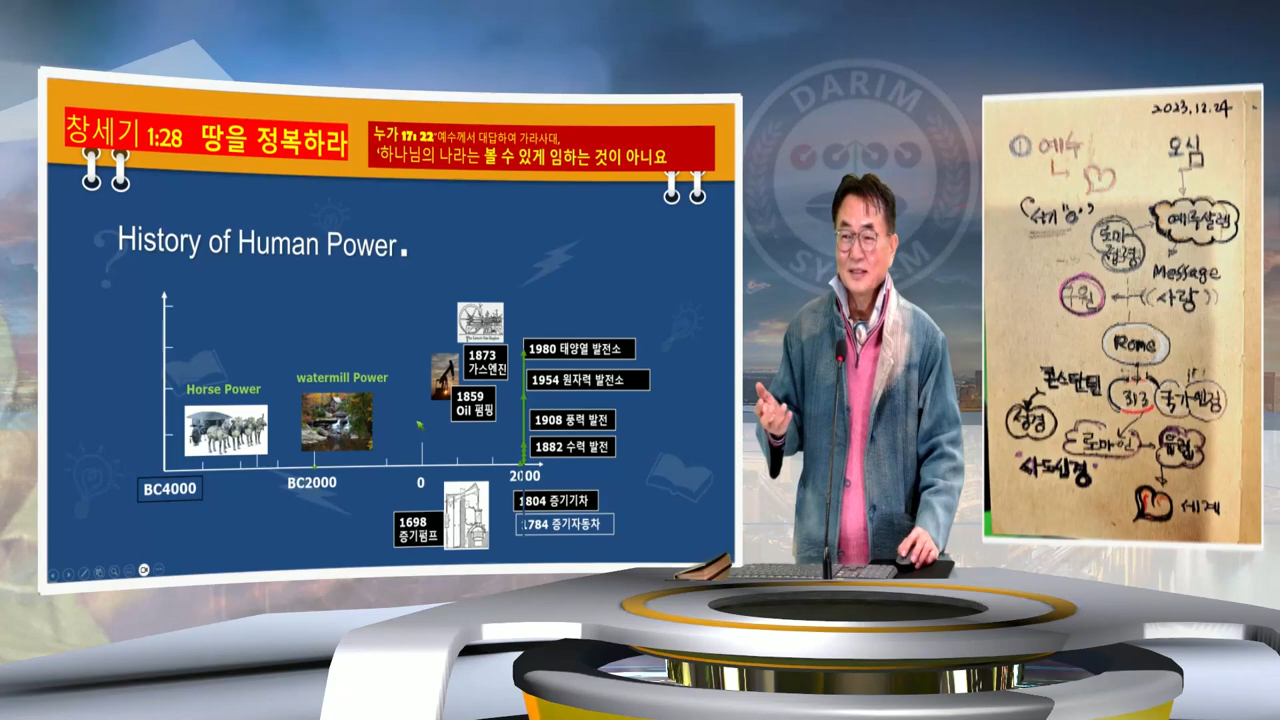 창세기 1:28 땅을 정복하라
누가 17: 22 "예수께서 대답하여 가라사대,
'하나님의 나라는 볼 수 있게 임하는 것이 아니요
History of Human Power.
Horse Power
watermill Power
1873
가스엔진
1859
Oil 펌핑
1980 태양열 발전소
1954 원자력 발전소
1908 풍력 발전
1882 수력 발전
BC4000
BC2000
0
2000
1698
증기펌프
1804 증기기차
1784 증기자동차
DARIM
SYSTEM
2023, 12. 24
① 예수
오심
예루살렘
로마
점령
Message
(사랑)
구원
Rome
콘스탄틴
313
국가인정
성경
로마인
유럽
사도신경
세계